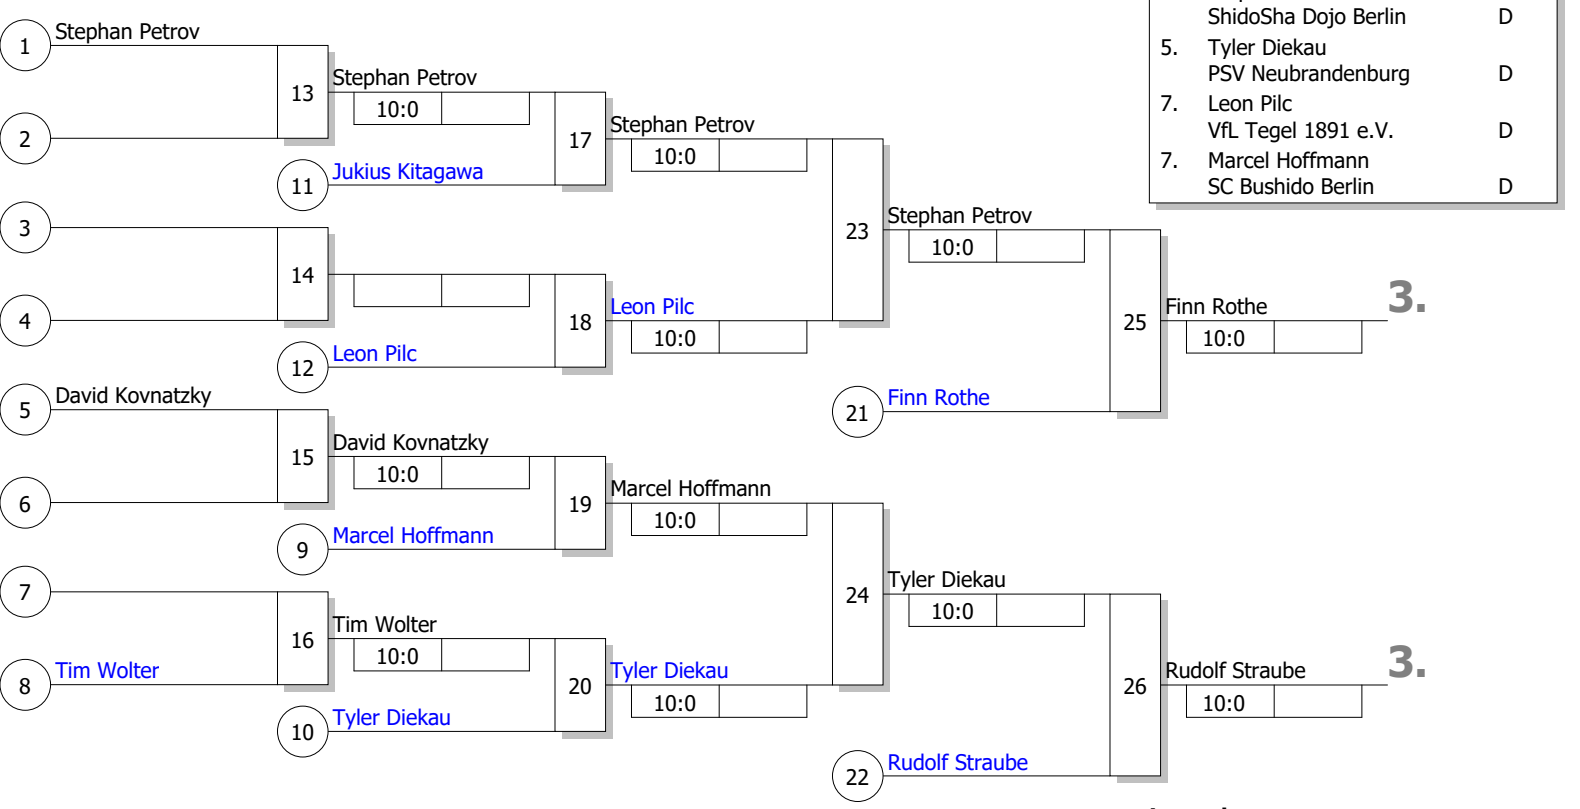 ShidoSha Dojo Berlin D
5. Tyler Diekau
PSV Neubrandenburg D
7. Leon Pilc
VfL Tegel 1891 e.V. D
7. Marcel Hoffmann
SC Bushido Berlin D
1 Stephan Petrov
2
13 Stephan Petrov
10:0
11 Jukius Kitagawa
17 Stephan Petrov
10:0
3
4
14
12 Leon Pilc
18 Leon Pilc
10:0
23 Stephan Petrov
10:0
21 Finn Rothe
25 Finn Rothe 3.
10:0
5 David Kovnatzky
6
15 David Kovnatzky
10:0
9 Marcel Hoffmann
19 Marcel Hoffmann
10:0
7
8 Tim Wolter
16 Tim Wolter
10:0
10 Tyler Diekau
20 Tyler Diekau
10:0
24 Tyler Diekau
10:0
22 Rudolf Straube
26 Rudolf Straube 3.
10:0